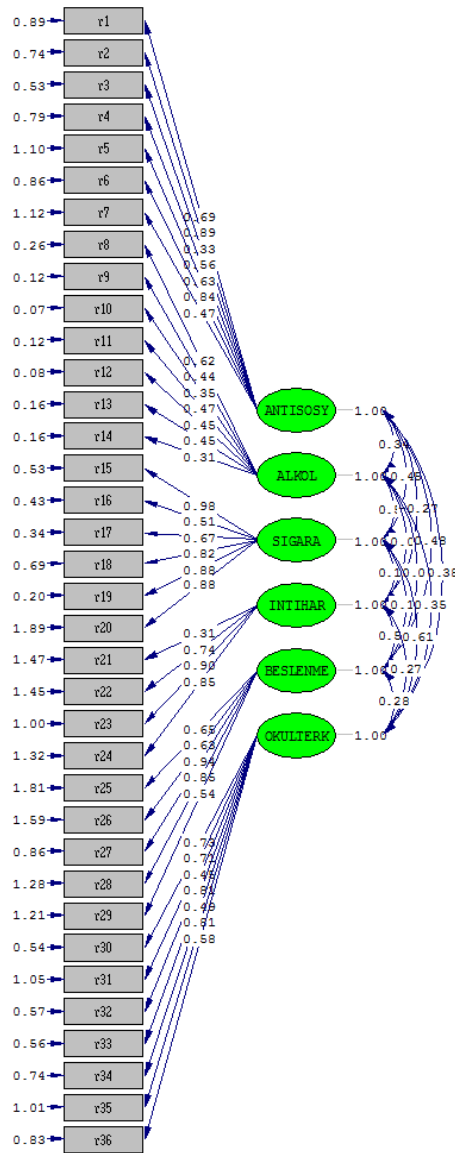 0.89 r1
0.74 r2
0.53 r3
0.79 r4
1.10 r5
0.86 r6
1.12 r7
0.26 r8
0.12 r9
0.07 r10
0.12 r11
0.08 r12
0.16 r13
0.16 r14
0.53 r15
0.43 r16
0.34 r17
0.69 r18
0.20 r19
1.89 r20
1.47 r21
1.45 r22
1.00 r23
1.32 r24
1.81 r25
1.59 r26
0.86 r27
1.28 r28
1.21 r29
0.54 r30
1.05 r31
0.57 r32
0.56 r33
0.74 r34
1.01 r35
0.83 r36
0.69
0.89
0.33
0.56
0.63
0.84
0.47
0.62
0.44
0.35
0.47
0.45
0.45
0.31
0.98
0.51
0.67
0.82
0.88
0.88
0.31
0.74
0.90
0.85
0.65
0.63
0.94
0.85
0.54
0.73
0.71
0.81
0.49
0.81
0.58
ANTISOSY 1.00
ALKOL 1.00
SIGARA 1.00
INTIHAR 1.00
BESLENME 1.00
OKULTERK 1.00
0.34
0.27
0.48
0.38
0.35
0.61
0.27
0.28